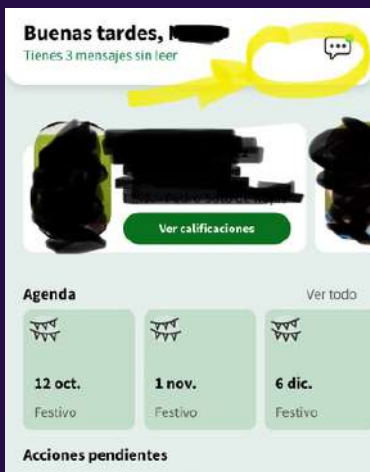 Buenas tardes,
Tienes 3 mensajes sin leer
Ver calificaciones
Agenda
Ver todo
12 oct.
1 nov.
6 dic.
Festivo
Festivo
Festivo
Acciones pendientes